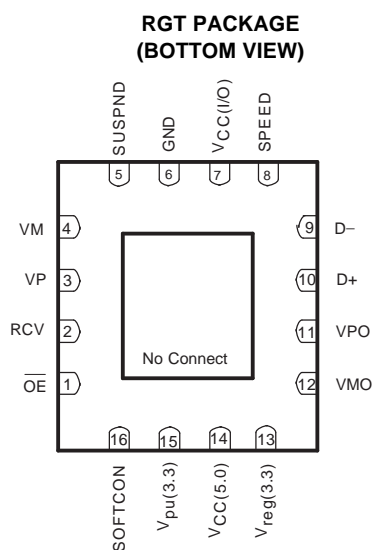 RGT PACKAGE
(BOTTOM VIEW)
SUSPND
GND
VCC(I/O)
SPEED
5
6
7
8
VM
4
9
D−
VP
3
10
D+
RCV
2
11
VPO
OE
1
12
VMO
No Connect
16
15
14
13
SOFTCON
Vpu(3.3)
VCC(5.0)
Vreg(3.3)